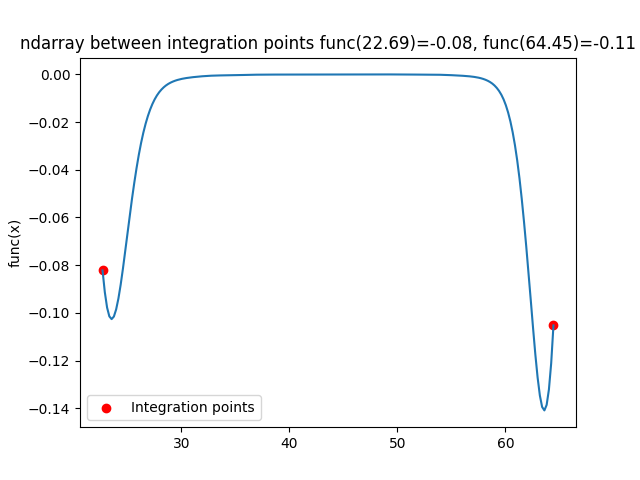 ndarray between integration points func(22.69)=-0.08, func(64.45)=-0.11
0.00
−0.02
−0.04
−0.06
−0.08
−0.10
−0.12
−0.14
func(x)
Integration points
30 40 50 60